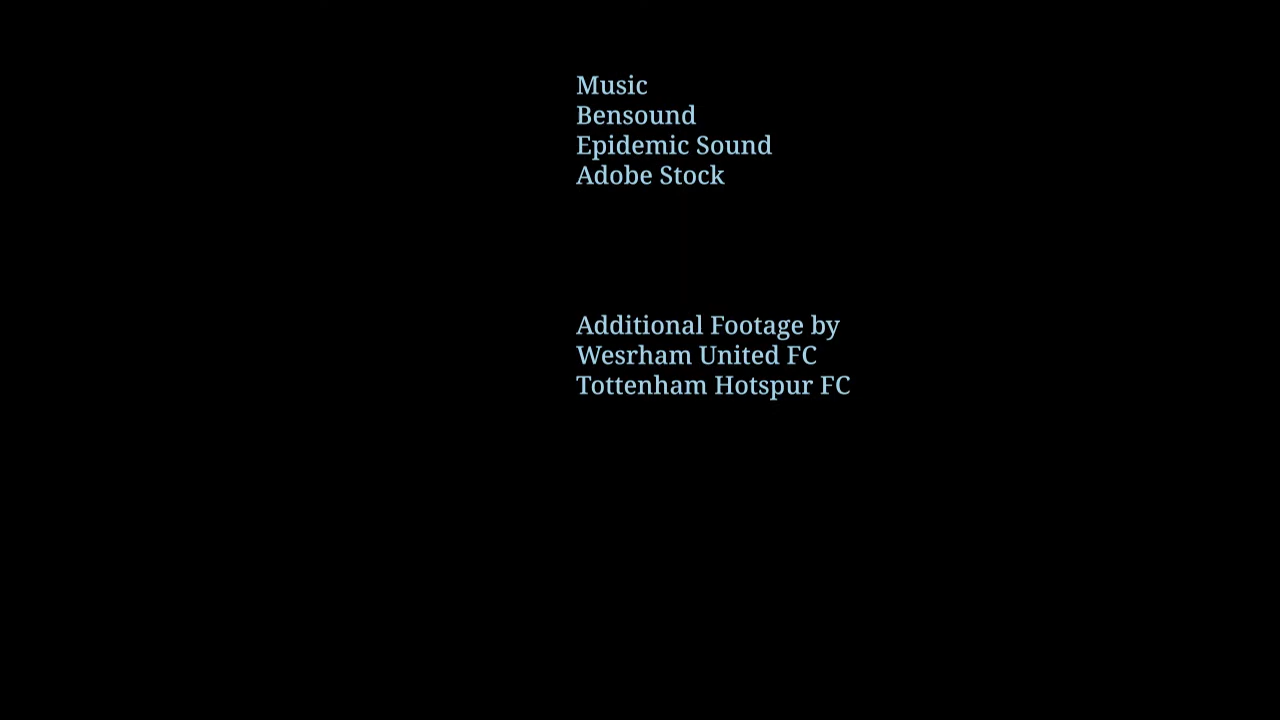 Music
Bensound
Epidemic Sound
Adobe Stock
Additional Footage by
Wesrham United FC
Tottenham Hotspur FC